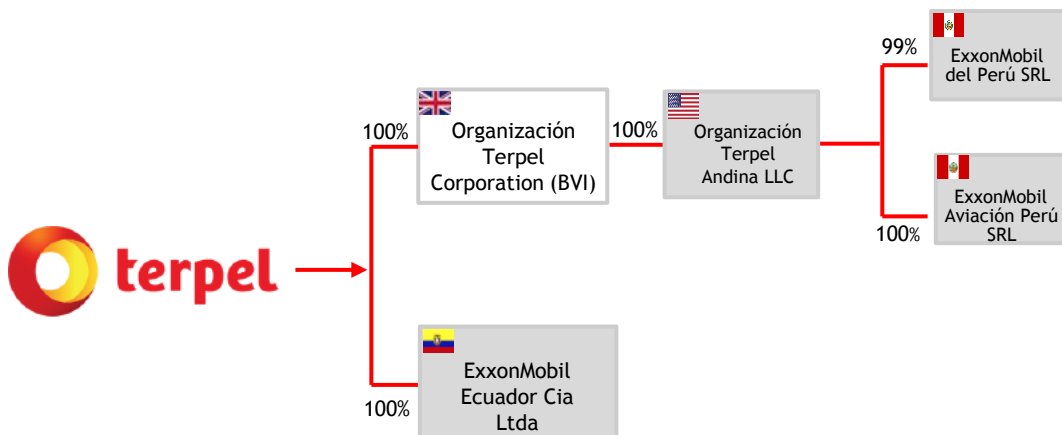 99%
ExxonMobil
del Perú SRL
100%
Organización
Terpel
Corporation (BVI)
100%
Organización
Terpel
Andina LLC
ExxonMobil
Aviación Perú
SRL
100%
terpel
ExxonMobil
Ecuador Cia
Ltda
100%